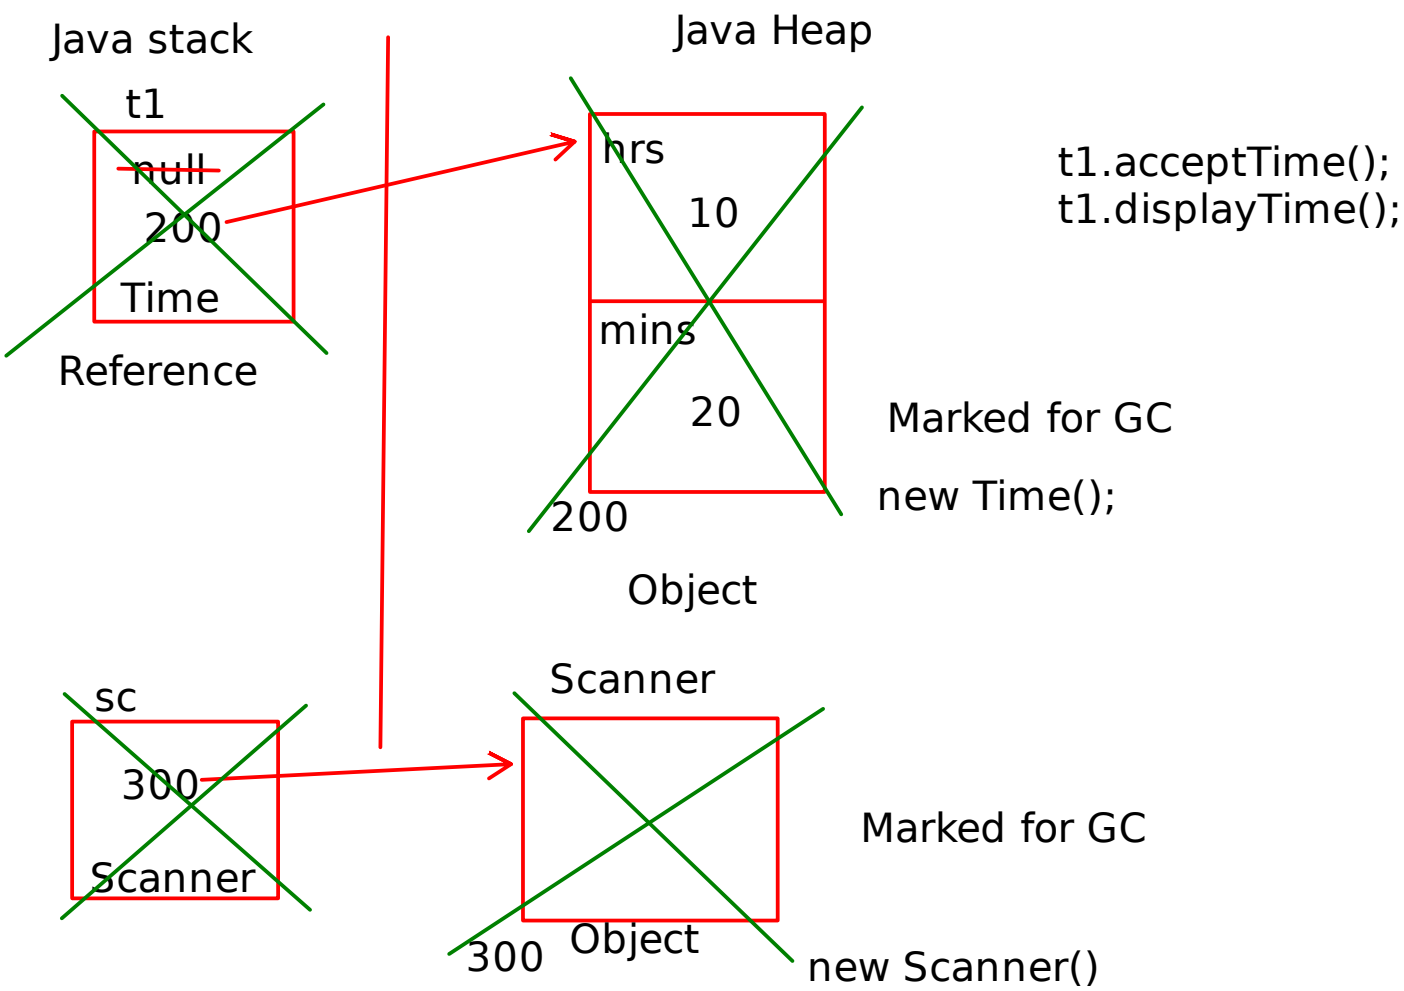 Java stack
Java Heap
t1
null
200
Time
Reference
hrs
10
mins
20
200
Object
t1.acceptTime();
t1.displayTime();
Marked for GC
new Time();
sc
300
Scanner
Scanner
300
Object
Marked for GC
new Scanner()